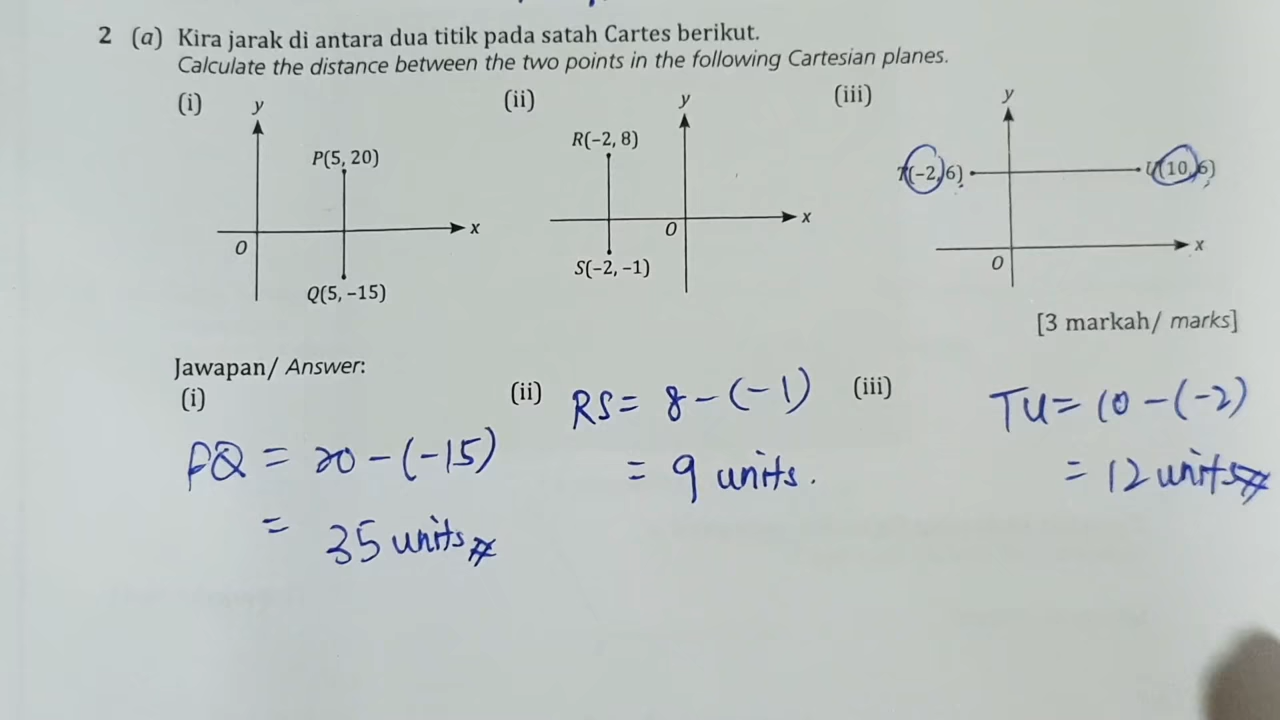 2 (a) Kira jarak di antara dua titik pada satah Cartes berikut.
Calculate the distance between the two points in the following Cartesian planes.
(i)
y
P(5, 20)
x
O
Q(5, −15)
(ii)
y
R(−2, 8)
x
O
S(−2, −1)
(iii)
y
T(−2, 6)
U(10, 6)
x
O
[3 markah/ marks]
Jawapan/ Answer:
(i)
PQ = 20 − (−15)
= 35 units
(ii)
RS = 8 − (−1)
= 9 units.
(iii)
TU = 10 − (−2)
= 12 units